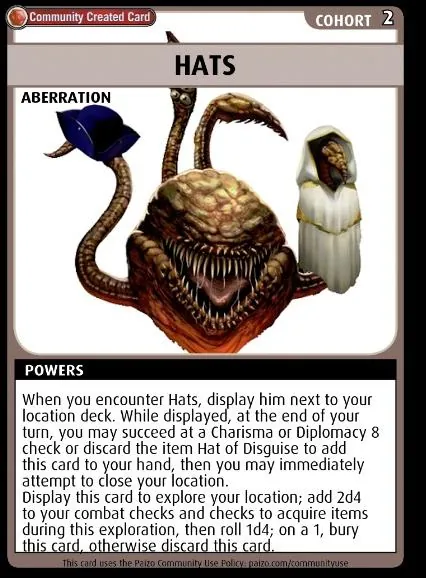 Community Created Card
COHORT 2
HATS
ABERRATION
POWERS
When you encounter Hats, display him next to your
location deck. While displayed, at the end of your
turn, you may succeed at a Charisma or Diplomacy 8
check or discard the item Hat of Disguise to add
this card to your hand, then you may immediately
attempt to close your location.
Display this card to explore your location; add 2d4
to your combat checks and checks to acquire items
during this exploration, then roll 1d4; on a 1, bury
this card, otherwise discard this card.
This card uses the Paizo Community Use Policy: paizo.com/communityuse